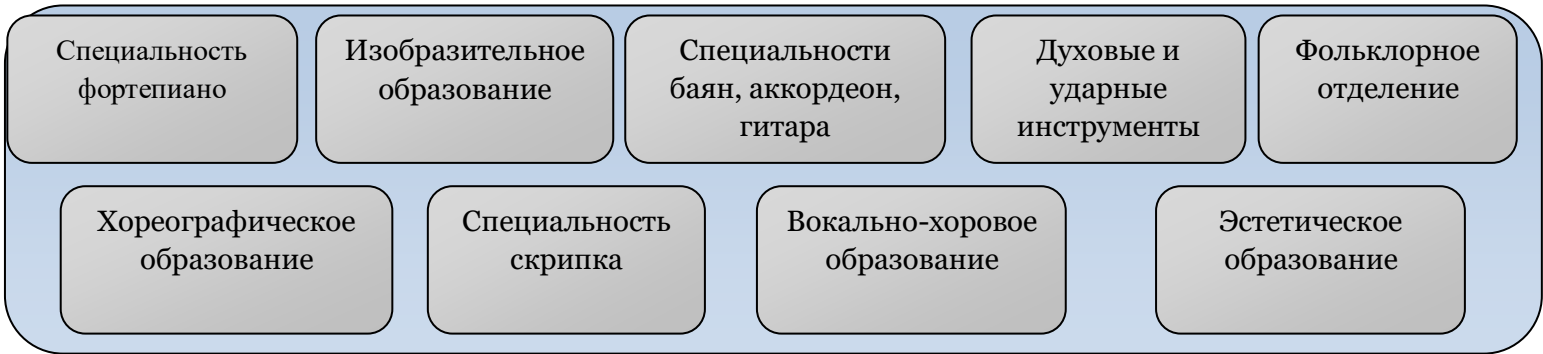 Специальность
фортепиано
Изобразительное
образование
Специальности
баян, аккордеон,
гитара
Духовые и
ударные
инструменты
Фольклорное
отделение
Хореографическое
образование
Специальность
скрипка
Вокально-хоровое
образование
Эстетическое
образование